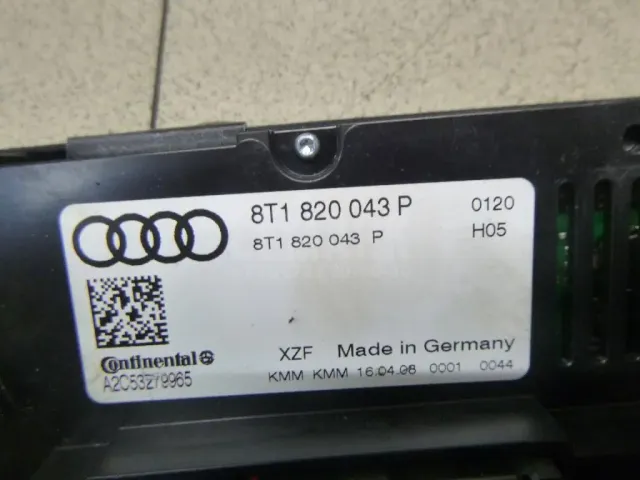 8T1 820 043 P 0120
8T1 820 043 P H05
Continental
A2C53279965
XZF Made in Germany
KMM KMM 16.04.08 0001 0044